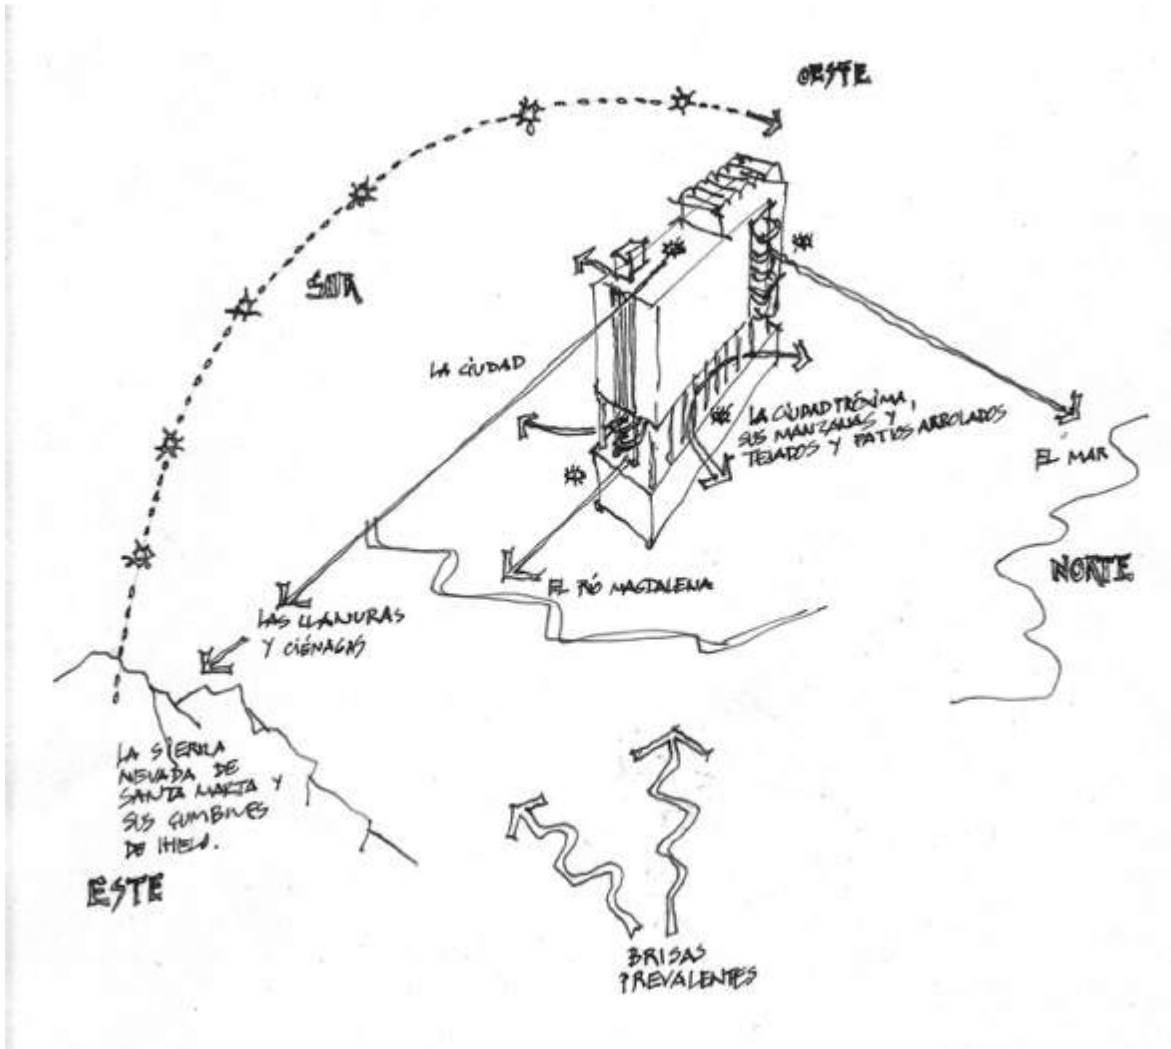 OESTE
SUR
LA CIUDAD
LA CIUDAD PRÓXIMA,
SUS MANZANAS Y
TEJADOS Y PATIOS ARBOLADOS
EL MAR
NORTE
EL RÍO MAGDALENA
LAS LLANURAS
Y CIÉNAGAS
LA SIERRA
NEVADA DE
SANTA MARTA Y
SUS CUMBRES
DE HIELO.
ESTE
BRISAS
PREVALENTES